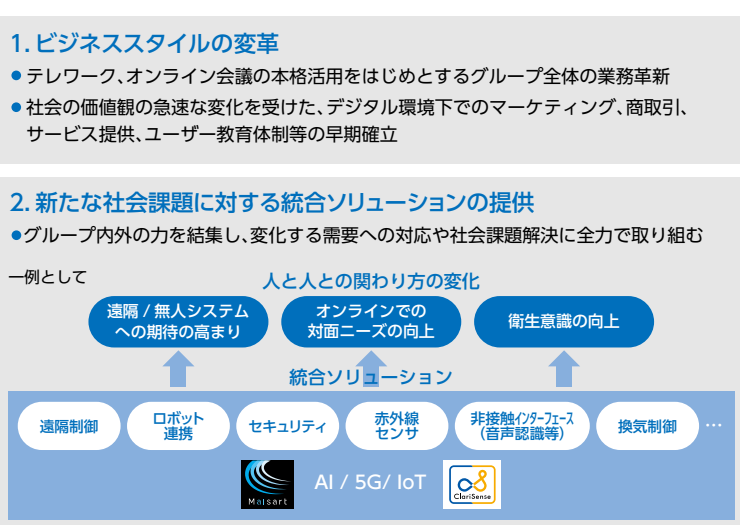 1. ビジネススタイルの変革
●テレワーク、オンライン会議の本格活用をはじめとするグループ全体の業務革新
●社会の価値観の急速な変化を受けた、デジタル環境下でのマーケティング、商取引、
サービス提供、ユーザー教育体制等の早期確立
2. 新たな社会課題に対する統合ソリューションの提供
●グループ内外の力を結集し、変化する需要への対応や社会課題解決に全力で取り組む
一例として
人と人との関わり方の変化
遠隔 / 無人システム
への期待の高まり
オンラインでの
対面ニーズの向上
衛生意識の向上
統合ソリューション
遠隔制御
ロボット
連携
セキュリティ
赤外線
センサ
非接触インターフェース
(音声認識等)
換気制御
…
Maisart
AI / 5G/ IoT
ClariSense